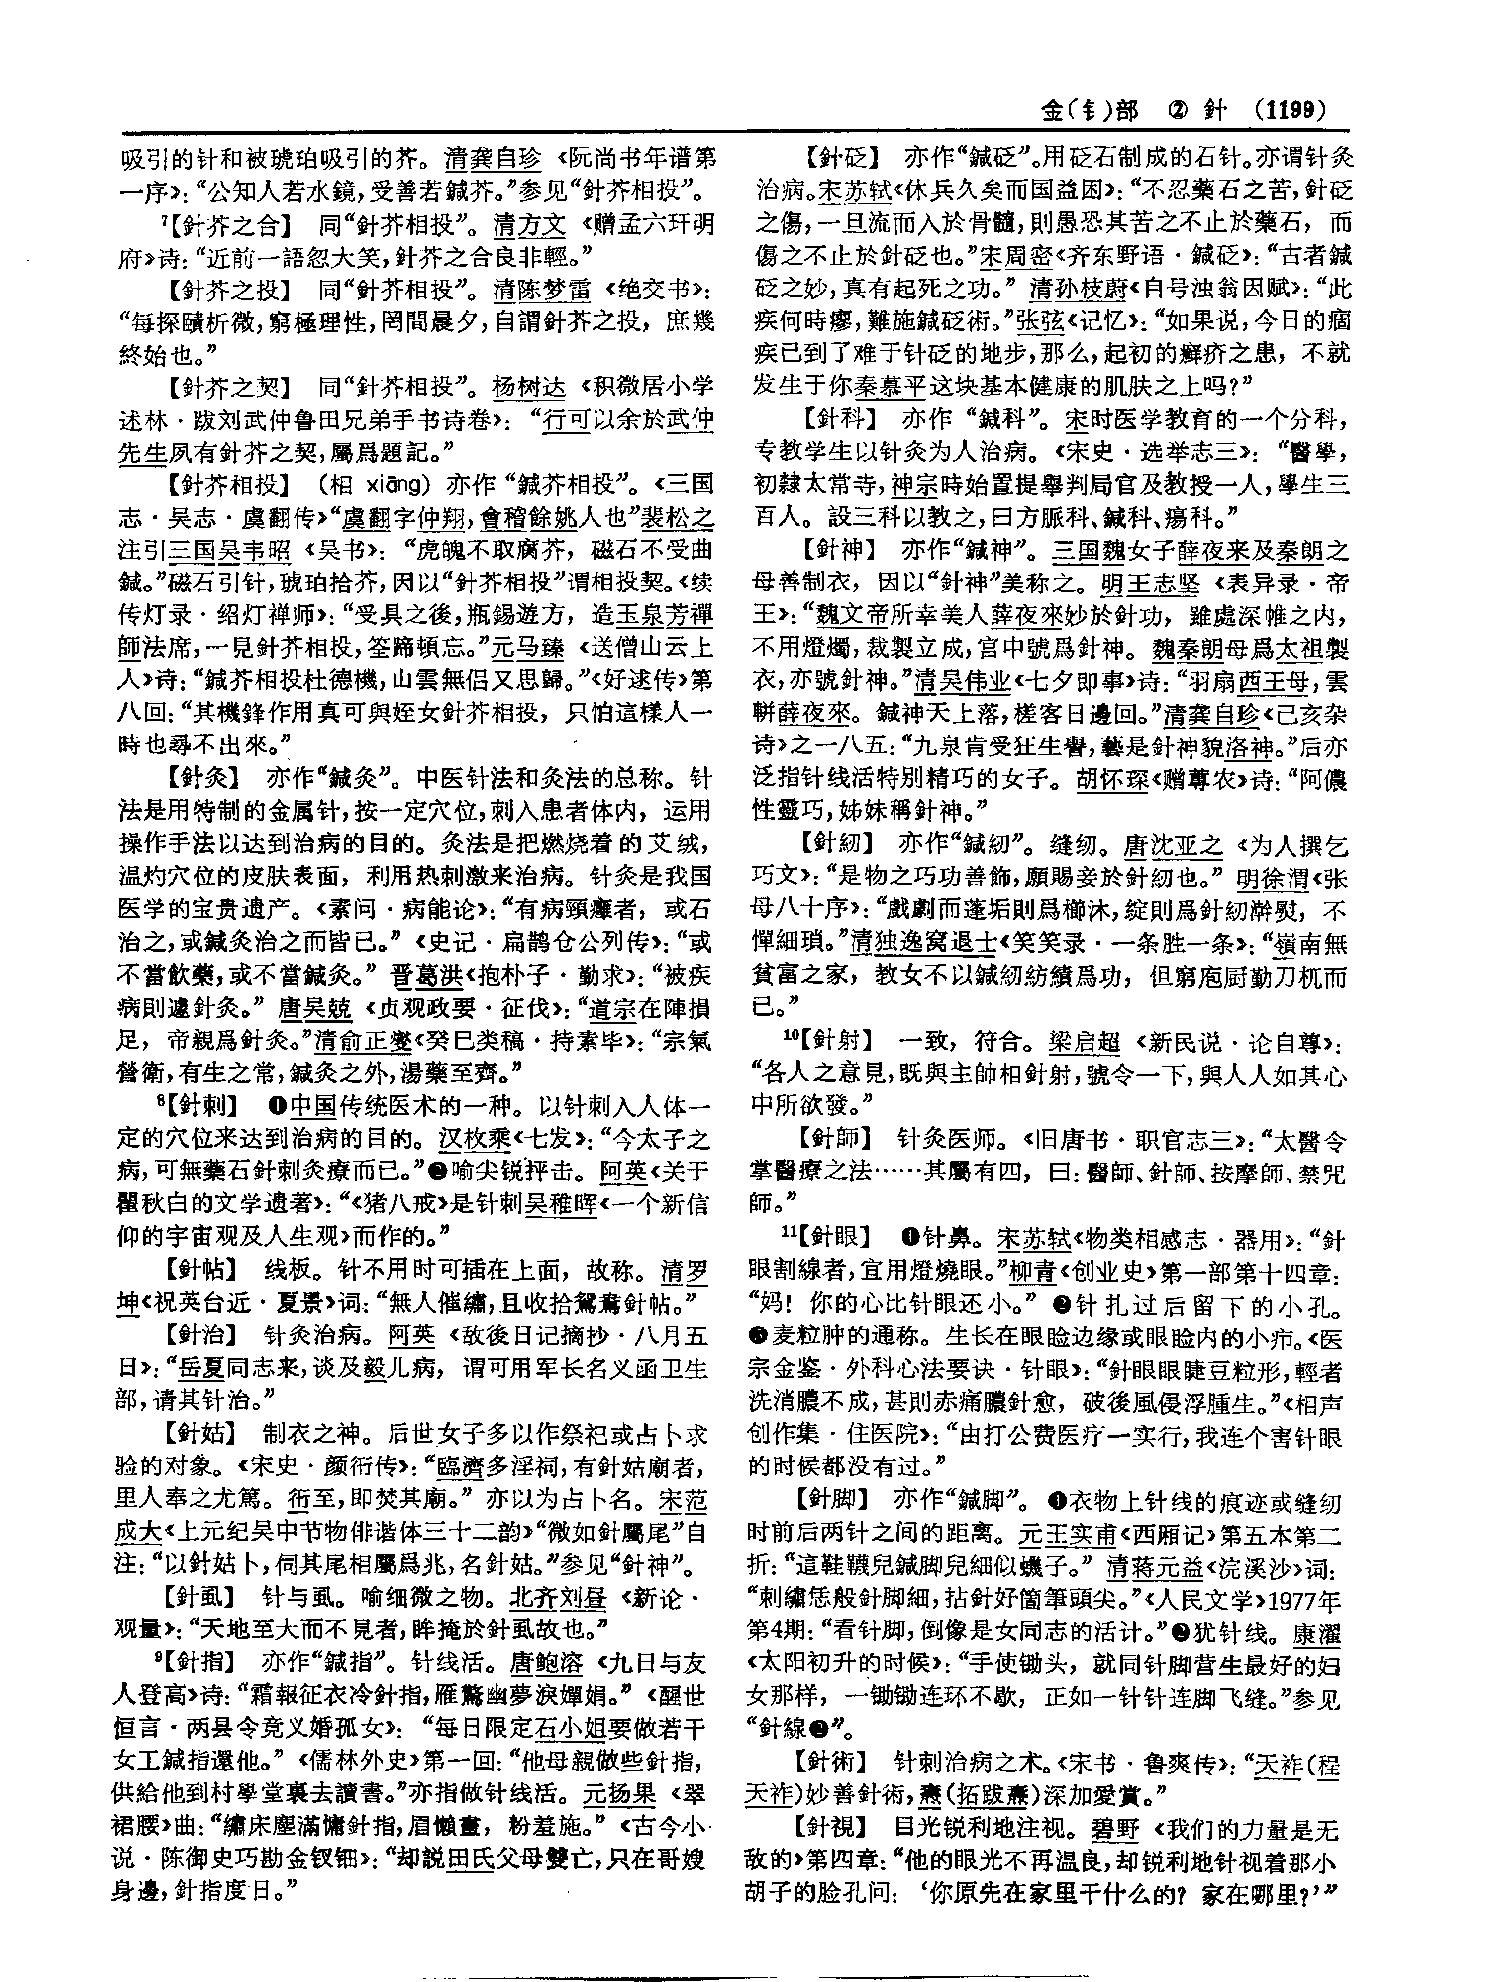 金(钅)部 ② 針 (1199)
吸引的针和被琥珀吸引的芥。清龚自珍《阮尚书年谱第
一序》：“公知人若水鏡，受善若鍼芥。”参见“針芥相投”。
⁷【針芥之合】 同“針芥相投”。清方文《赠孟六玕明
府》诗：“近前一語忽大笑，針芥之合良非輕。”
【針芥之投】 同“針芥相投”。清陈梦雷《绝交书》：
“每探賾析微，窮極理性，罔間晨夕，自謂針芥之投，庶幾
終始也。”
【針芥之契】 同“針芥相投”。杨树达《积微居小学
述林·跋刘武仲鲁田兄弟手书诗卷》：“行可以余於武仲
先生夙有針芥之契，屬爲題記。”
【針芥相投】 （相 xiāng）亦作“鍼芥相投”。《三国
志·吴志·虞翻传》“虞翻字仲翔，會稽餘姚人也”裴松之
注引三国吴韦昭《吴书》：“虎魄不取腐芥，磁石不受曲
鍼。”磁石引针，琥珀拾芥，因以“針芥相投”谓相投契。《续
传灯录·绍灯禅师》：“受具之後，瓶錫遊方，造玉泉芳禪
師法席，一見針芥相投，筌蹄頓忘。”元马臻《送僧山云上
人》诗：“鍼芥相投杜德機，山雲無侣又思歸。”《好逑传》第
八回：“其機鋒作用真可與姪女針芥相投，只怕這樣人一
時也尋不出來。”
【針灸】 亦作“鍼灸”。中医针法和灸法的总称。针
法是用特制的金属针，按一定穴位，刺入患者体内，运用
操作手法以达到治病的目的。灸法是把燃烧着的艾绒，
温灼穴位的皮肤表面，利用热刺激来治病。针灸是我国
医学的宝贵遗产。《素问·病能论》：“有病頸癰者，或石
治之，或鍼灸治之而皆已。”《史记·扁鹊仓公列传》：“或
不當飲藥，或不當鍼灸。”晋葛洪《抱朴子·勤求》：“被疾
病則遽針灸。”唐吴兢《贞观政要·征伐》：“道宗在陣損
足，帝親爲針灸。”清俞正燮《癸巳类稿·持素毕》：“宗氣
營衛，有生之常，鍼灸之外，湯藥至齊。”
⁸【針刺】 ❶中国传统医术的一种。以针刺入人体一
定的穴位来达到治病的目的。汉枚乘《七发》：“今太子之
病，可無藥石針刺灸療而已。”❷喻尖锐抨击。阿英《关于
瞿秋白的文学遗著》：“《猪八戒》是针刺吴稚晖《一个新信
仰的宇宙观及人生观》而作的。”
【針帖】 线板。针不用时可插在上面，故称。清罗
坤《祝英台近·夏景》词：“無人催繡，且收拾鴛鴦針帖。”
【針治】 针灸治病。阿英《敌後日记摘抄·八月五
日》：“岳夏同志来，谈及毅儿病，谓可用军长名义函卫生
部，请其针治。”
【針姑】 制衣之神。后世女子多以作祭祀或占卜求
验的对象。《宋史·颜衎传》：“臨濟多淫祠，有針姑廟者，
里人奉之尤篤。衎至，即焚其廟。”亦以为占卜名。宋范
成大《上元纪吴中节物俳谐体三十二韵》“微如針屬尾”自
注：“以針姑卜，伺其尾相屬爲兆，名針姑。”参见“針神”。
【針虱】 针与虱。喻细微之物。北齐刘昼《新论·
观量》：“天地至大而不見者，眸掩於針虱故也。”
⁹【針指】 亦作“鍼指”。针线活。唐鲍溶《九日与友
人登高》诗：“霜報征衣冷針指，雁驚幽夢淚嬋娟。”《醒世
恒言·两县令竞义婚孤女》：“每日限定石小姐要做若干
女工鍼指還他。”《儒林外史》第一回：“他母親做些針指，
供給他到村學堂裏去讀書。”亦指做针线活。元扬果《翠
裙腰》曲：“繡床塵滿慵針指，眉懶畫，粉羞施。”《古今小
说·陈御史巧勘金钗钿》：“却説田氏父母雙亡，只在哥嫂
身邊，針指度日。”
【針砭】 亦作“鍼砭”。用砭石制成的石针。亦谓针灸
治病。宋苏轼《休兵久矣而国益困》：“不忍藥石之苦，針砭
之傷，一旦流而入於骨髓，則愚恐其苦之不止於藥石，而
傷之不止於針砭也。”宋周密《齐东野语·鍼砭》：“古者鍼
砭之妙，真有起死之功。”清孙枝蔚《自号浊翁因赋》：“此
疾何時瘳，難施鍼砭術。”张弦《记忆》：“如果说，今日的痼
疾已到了难于针砭的地步，那么，起初的癣疥之患，不就
发生于你秦慕平这块基本健康的肌肤之上吗？”
【針科】 亦作“鍼科”。宋时医学教育的一个分科，
专教学生以针灸为人治病。《宋史·选举志三》：“醫學，
初隸太常寺，神宗時始置提舉判局官及教授一人，學生三
百人。設三科以教之，曰方脈科、鍼科、瘍科。”
【針神】 亦作“鍼神”。三国魏女子薛夜来及秦朗之
母善制衣，因以“針神”美称之。明王志坚《表异录·帝
王》：“魏文帝所幸美人薛夜來妙於針功，雖處深帷之内，
不用燈燭，裁製立成，宫中號爲針神。魏秦朗母爲太祖製
衣，亦號針神。”清吴伟业《七夕即事》诗：“羽扇西王母，雲
軿薛夜來。鍼神天上落，槎客日邊回。”清龚自珍《己亥杂
诗》之一八五：“九泉肯受狂生譽，藝是針神貌洛神。”后亦
泛指针线活特别精巧的女子。胡怀琛《赠蓴农》诗：“阿儂
性靈巧，姊妹稱針神。”
【針紉】 亦作“鍼紉”。缝纫。唐沈亚之《为人撰乞
巧文》：“是物之巧功善飾，願賜妾於針紉也。”明徐渭《张
母八十序》：“戲劇而蓬垢則爲櫛沐，綻則爲針紉澣熨，不
憚細瑣。”清独逸窝退士《笑笑录·一条胜一条》：“嶺南無
貧富之家，教女不以鍼紉紡績爲功，但窮庖厨勤刀杌而
已。”
¹⁰【針射】 一致，符合。梁启超《新民说·论自尊》：
“各人之意見，既與主帥相針射，號令一下，與人人如其心
中所欲發。”
【針師】 针灸医师。《旧唐书·职官志三》：“太醫令
掌醫療之法……其屬有四，曰：醫師、針師、按摩師、禁咒
師。”
¹¹【針眼】 ❶针鼻。宋苏轼《物类相感志·器用》：“針
眼割線者，宜用燈燒眼。”柳青《创业史》第一部第十四章：
“妈！你的心比针眼还小。”❷针扎过后留下的小孔。
❸麦粒肿的通称。生长在眼睑边缘或眼睑内的小疖。《医
宗金鉴·外科心法要诀·针眼》：“針眼眼睫豆粒形，輕者
洗消膿不成，甚則赤痛膿針愈，破後風侵浮腫生。”《相声
创作集·住医院》：“由打公费医疗一实行，我连个害针眼
的时候都没有过。”
【針脚】 亦作“鍼脚”。❶衣物上针线的痕迹或缝纫
时前后两针之间的距离。元王实甫《西厢记》第五本第二
折：“這鞋韈兒鍼脚兒細似蟣子。”清蒋元益《浣溪沙》词：
“刺繡恁般針脚細，拈針好箇筆頭尖。”《人民文学》1977年
第4期：“看针脚，倒像是女同志的活计。”❷犹针线。康濯
《太阳初升的时候》：“手使锄头，就同针脚营生最好的妇
女那样，一锄锄连环不歇，正如一针针连脚飞缝。”参见
“針線❷”。
【針術】 针刺治病之术。《宋书·鲁爽传》：“天祚(程
天祚)妙善針術，燾(拓跋燾)深加愛賞。”
【針視】 目光锐利地注视。碧野《我们的力量是无
敌的》第四章：“他的眼光不再温良，却锐利地针视着那小
胡子的脸孔问：‘你原先在家里干什么的？家在哪里？’”